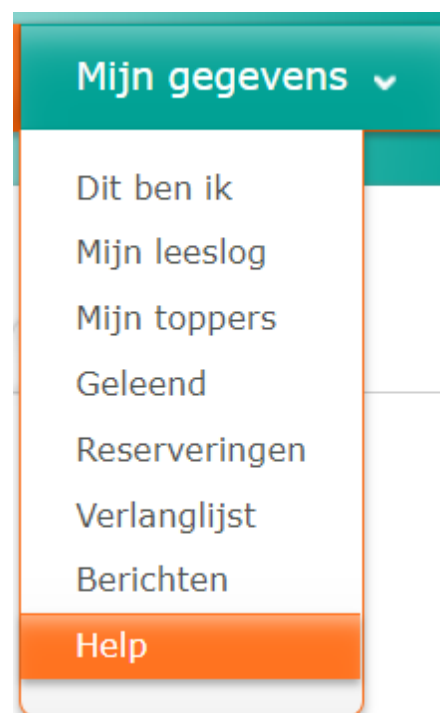 Mijn gegevens
Dit ben ik
Mijn leeslog
Mijn toppers
Geleend
Reserveringen
Verlanglijst
Berichten
Help